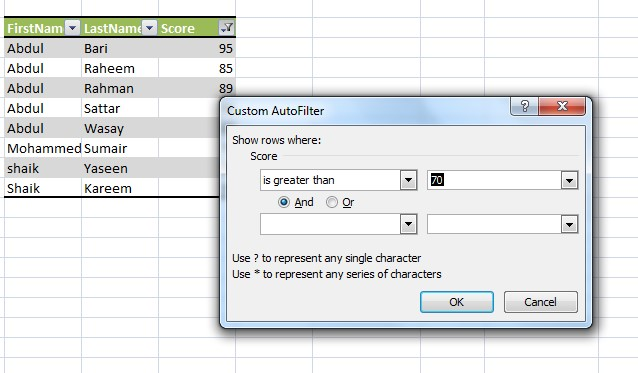 FirstNam LastName Score
Abdul Bari 95
Abdul Raheem 85
Abdul Rahman 89
Abdul Sattar
Abdul Wasay
Mohammed Sumair
shaik Yaseen
Shaik Kareem
Custom AutoFilter
Show rows where:
Score
is greater than 70
And Or
Use ? to represent any single character
Use * to represent any series of characters
OK Cancel